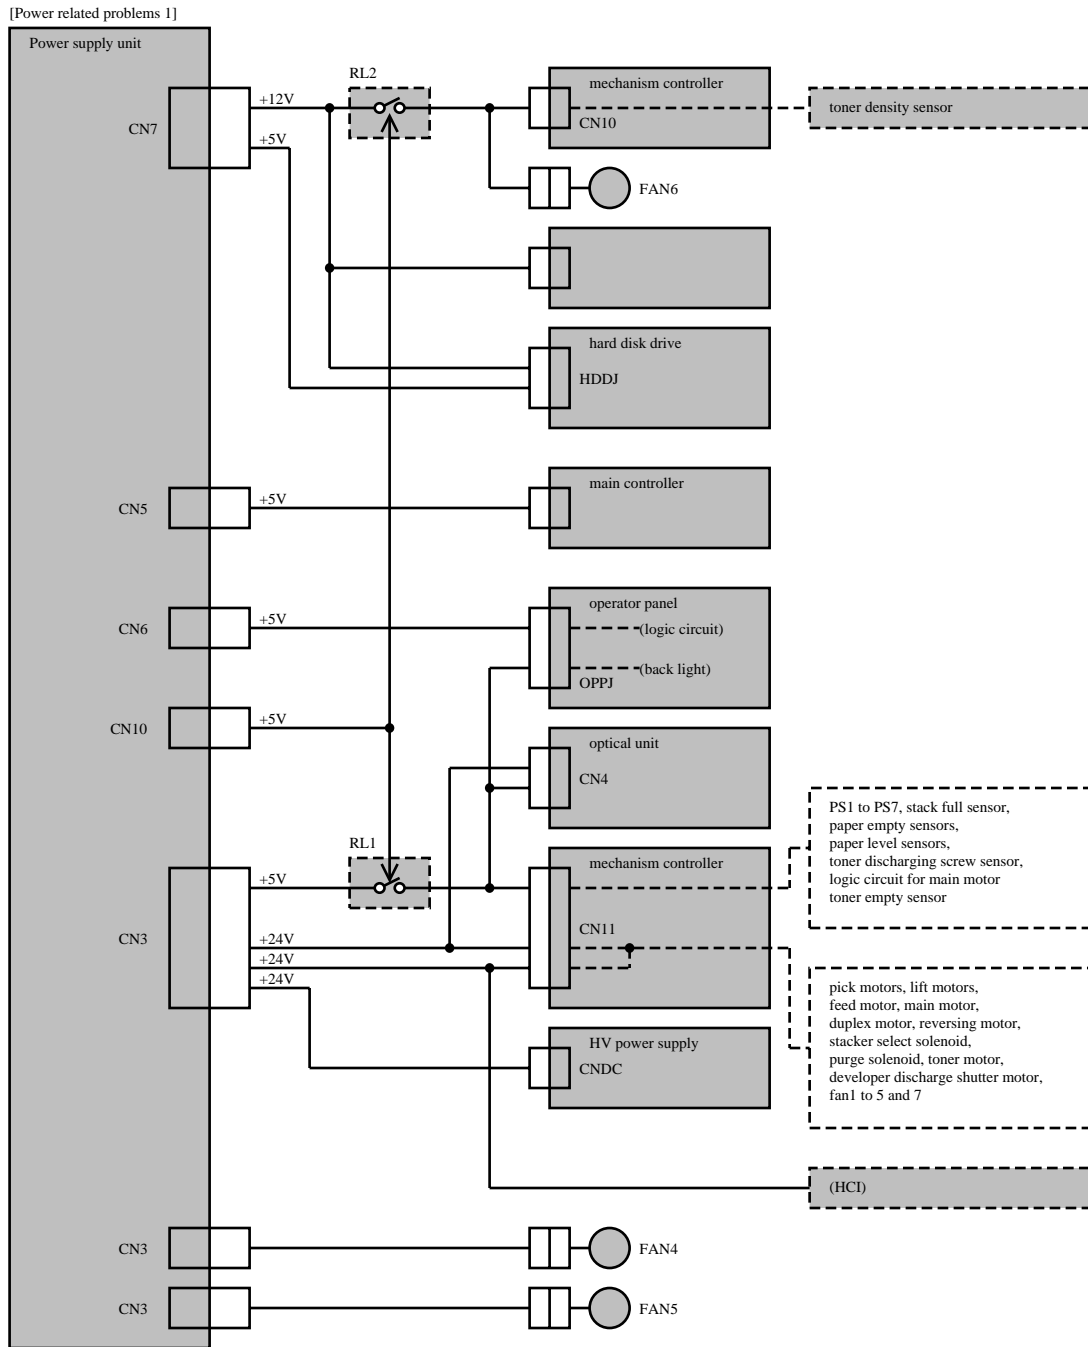 [Power related problems 1]
Power supply unit
RL2
mechanism controller
+12V
toner density sensor
CN7
CN10
+5V
FAN6
hard disk drive
HDDJ
main controller
CN5
+5V
operator panel
CN6
+5V
(logic circuit)
(back light)
OPPJ
CN10
+5V
optical unit
CN4
PS1 to PS7, stack full sensor,
paper empty sensors,
paper level sensors,
toner discharging screw sensor,
logic circuit for main motor
toner empty sensor
RL1
mechanism controller
+5V
CN3
CN11
+24V
+24V
+24V
pick motors, lift motors,
feed motor, main motor,
duplex motor, reversing motor,
stacker select solenoid,
purge solenoid, toner motor,
developer discharge shutter motor,
fan1 to 5 and 7
HV power supply
CNDC
(HCI)
CN3
FAN4
CN3
FAN5